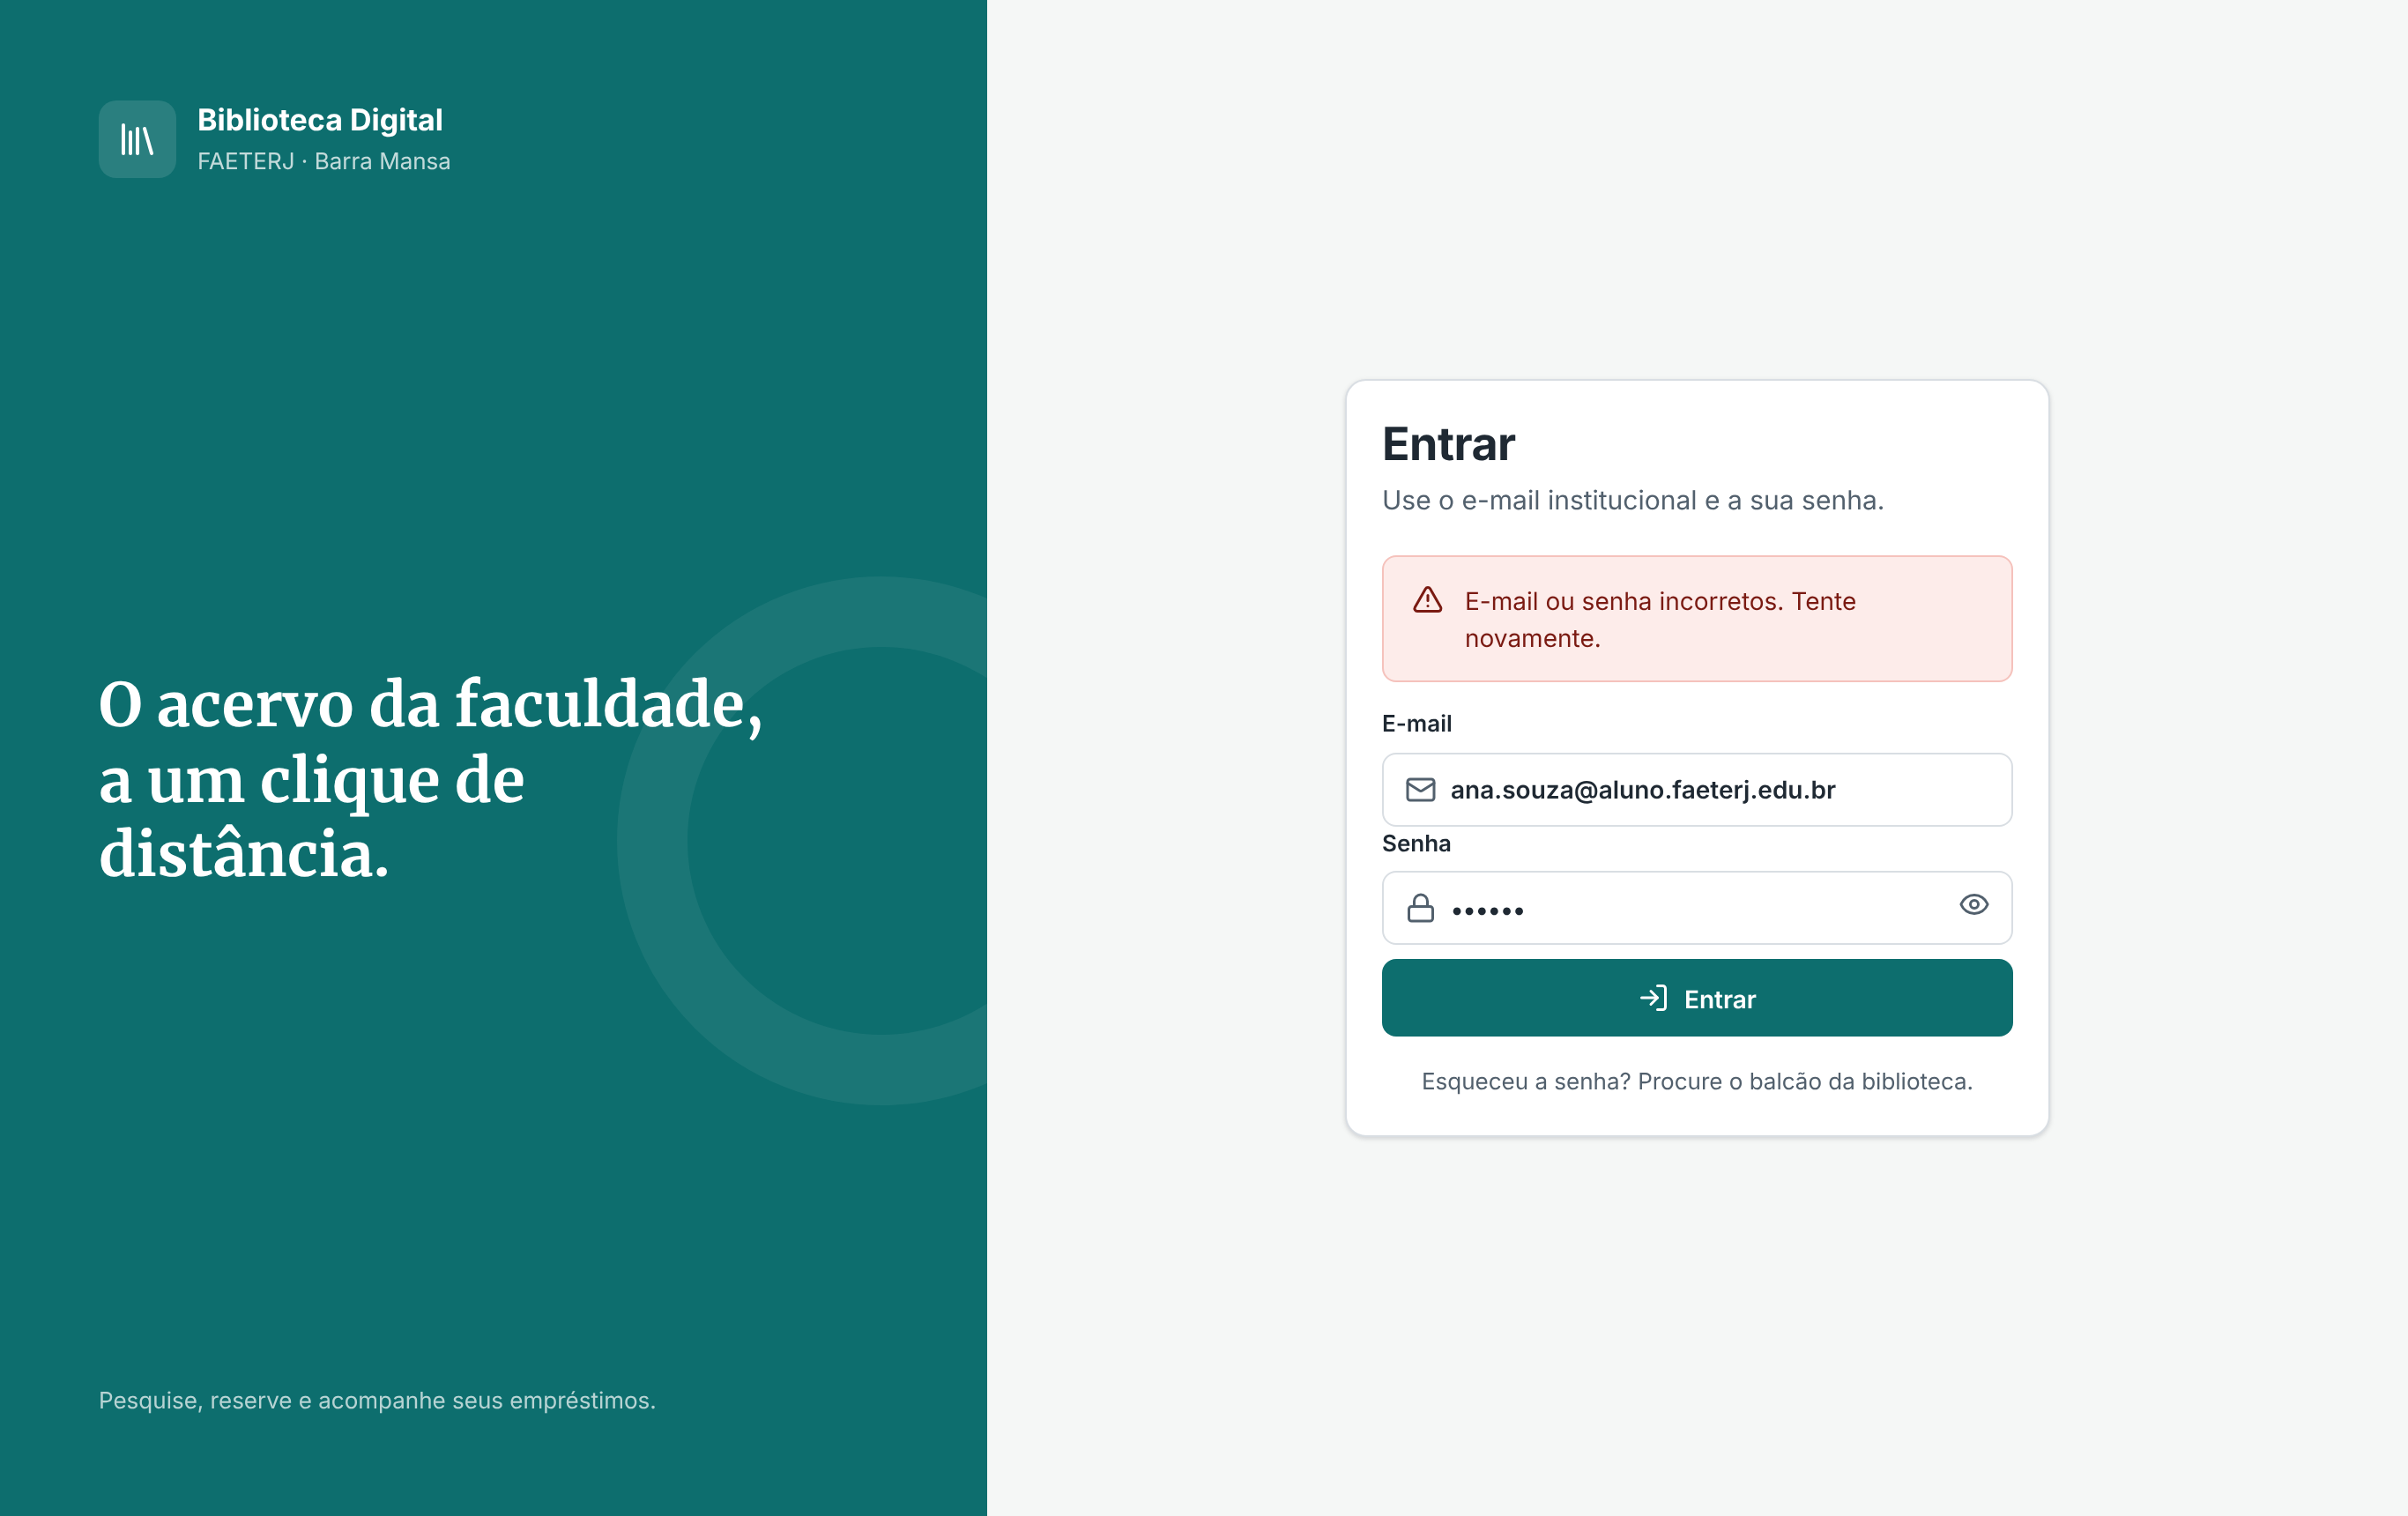 Biblioteca Digital
FAETERJ · Barra Mansa
O acervo da faculdade,
a um clique de
distância.
Pesquise, reserve e acompanhe seus empréstimos.
Entrar
Use o e-mail institucional e a sua senha.
E-mail ou senha incorretos. Tente
novamente.
E-mail
ana.souza@aluno.faeterj.edu.br
Senha
••••••
Entrar
Esqueceu a senha? Procure o balcão da biblioteca.